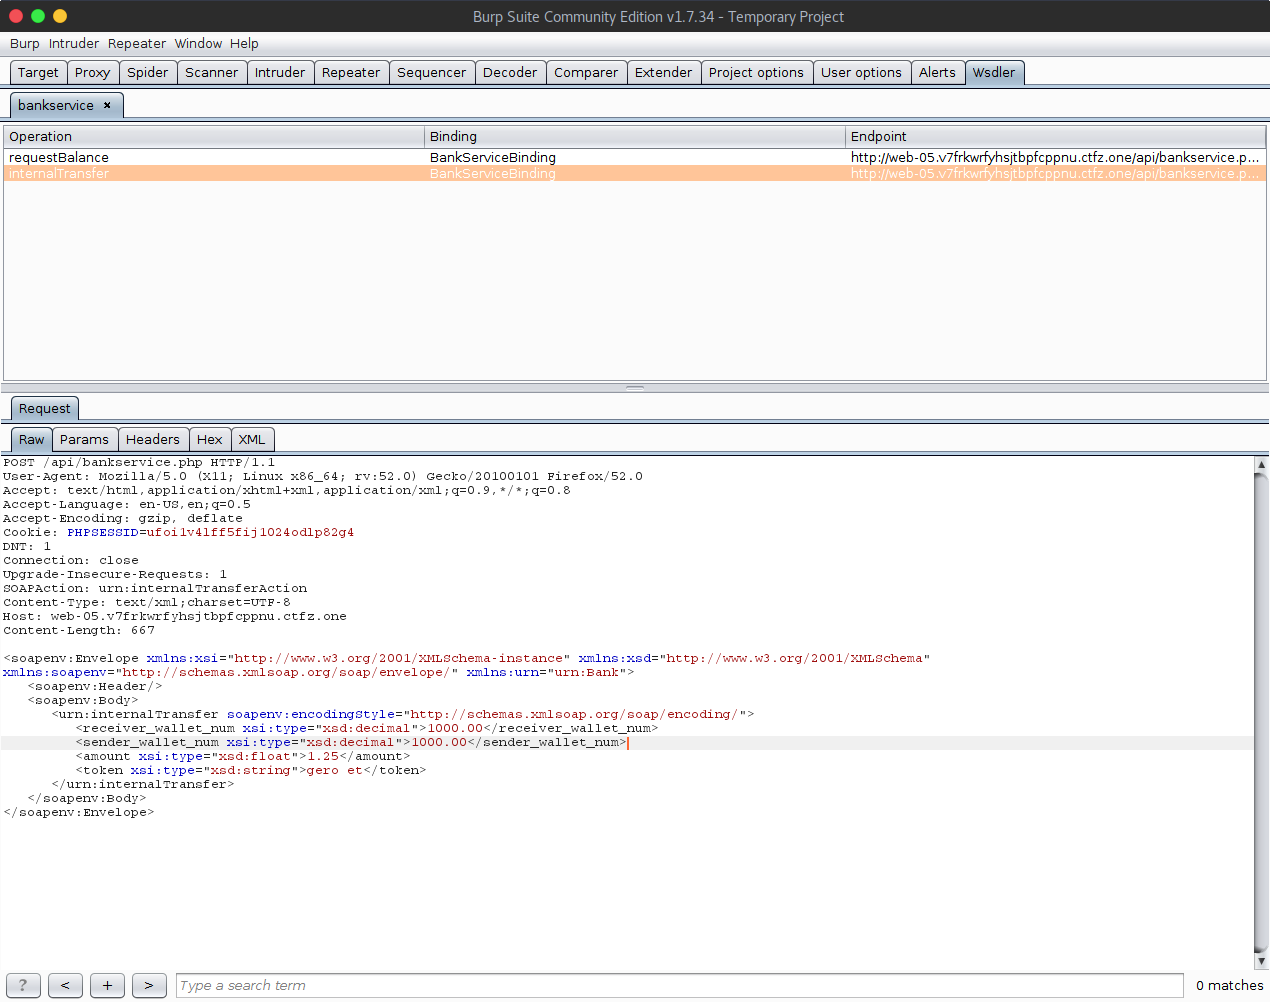 Burp Suite Community Edition v1.7.34 - Temporary Project
Burp Intruder Repeater Window Help
Target Proxy Spider Scanner Intruder Repeater Sequencer Decoder Comparer Extender Project options User options Alerts Wsdler
bankservice ×
Operation Binding Endpoint
requestBalance BankServiceBinding http://web-05.v7frkwrfyhsjtbpfcppnu.ctfz.one/api/bankservice.p...
internalTransfer BankServiceBinding http://web-05.v7frkwrfyhsjtbpfcppnu.ctfz.one/api/bankservice.p...
Request
Raw Params Headers Hex XML
POST /api/bankservice.php HTTP/1.1
User-Agent: Mozilla/5.0 (X11; Linux x86_64; rv:52.0) Gecko/20100101 Firefox/52.0
Accept: text/html,application/xhtml+xml,application/xml;q=0.9,*/*;q=0.8
Accept-Language: en-US,en;q=0.5
Accept-Encoding: gzip, deflate
Cookie: PHPSESSID=ufoi1v41ff5fij1024od1p82g4
DNT: 1
Connection: close
Upgrade-Insecure-Requests: 1
SOAPAction: urn:internalTransferAction
Content-Type: text/xml;charset=UTF-8
Host: web-05.v7frkwrfyhsjtbpfcppnu.ctfz.one
Content-Length: 667
<soapenv:Envelope xmlns:xsi="http://www.w3.org/2001/XMLSchema-instance" xmlns:xsd="http://www.w3.org/2001/XMLSchema"
xmlns:soapenv="http://schemas.xmlsoap.org/soap/envelope/" xmlns:urn="urn:Bank">
<soapenv:Header/>
<soapenv:Body>
<urn:internalTransfer soapenv:encodingStyle="http://schemas.xmlsoap.org/soap/encoding/">
<receiver_wallet_num xsi:type="xsd:decimal">1000.00</receiver_wallet_num>
<sender_wallet_num xsi:type="xsd:decimal">1000.00</sender_wallet_num>
<amount xsi:type="xsd:float">1.25</amount>
<token xsi:type="xsd:string">gero et</token>
</urn:internalTransfer>
</soapenv:Body>
</soapenv:Envelope>
? < + > Type a search term 0 matches